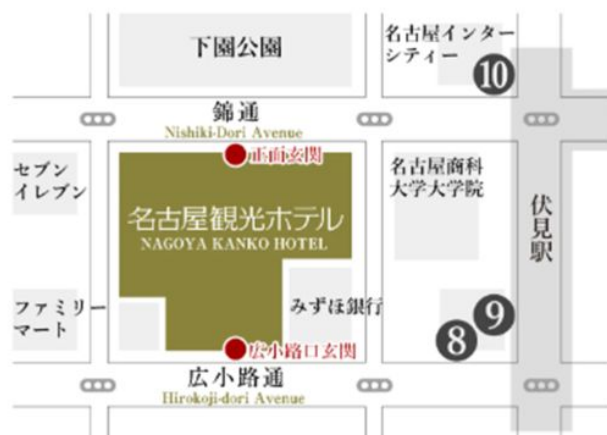 下園公園
名古屋インター
シティー
10
錦通
Nishiki-Dori Avenue
正面玄関
セブン
イレブン
名古屋商科
大学大学院
名古屋観光ホテル
NAGOYA KANKO HOTEL
伏見駅
ファミリー
マート
みずほ銀行
9
8
広小路口玄関
広小路通
Hirokoji-dori Avenue